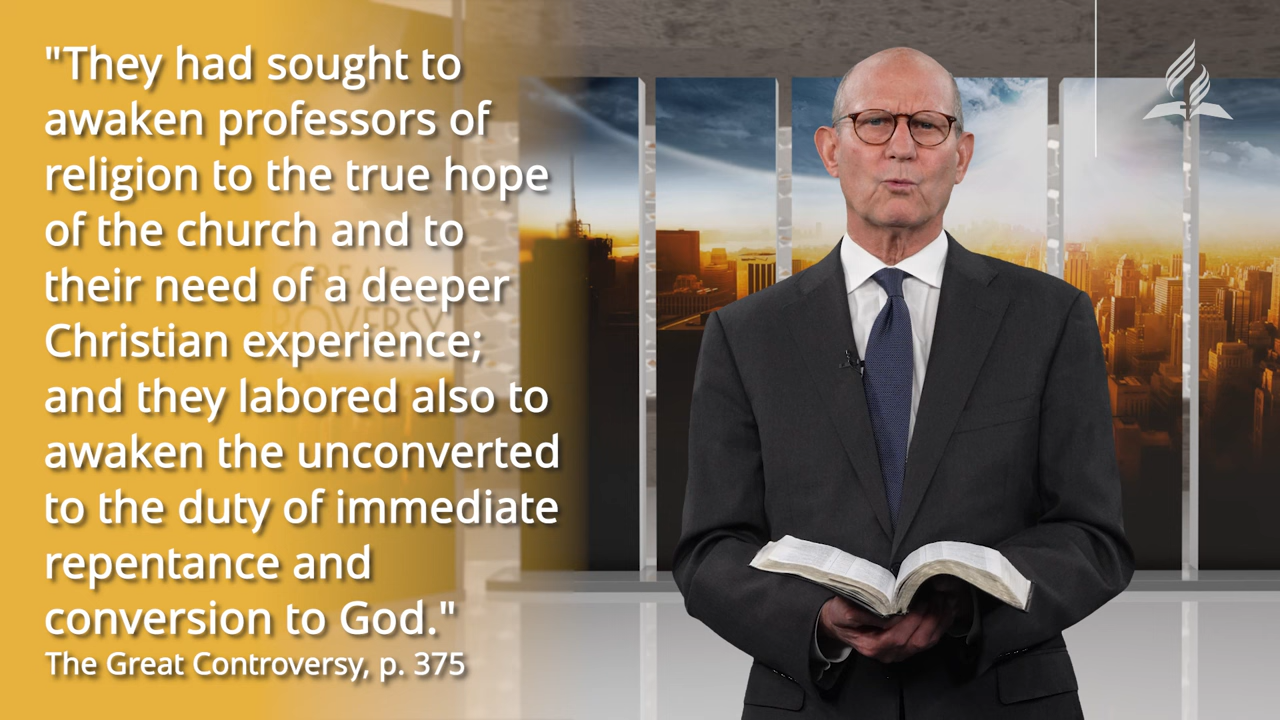 "They had sought to
awaken professors of
religion to the true hope
of the church and to
their need of a deeper
Christian experience;
and they labored also to
awaken the unconverted
to the duty of immediate
repentance and
conversion to God."
The Great Controversy, p. 375